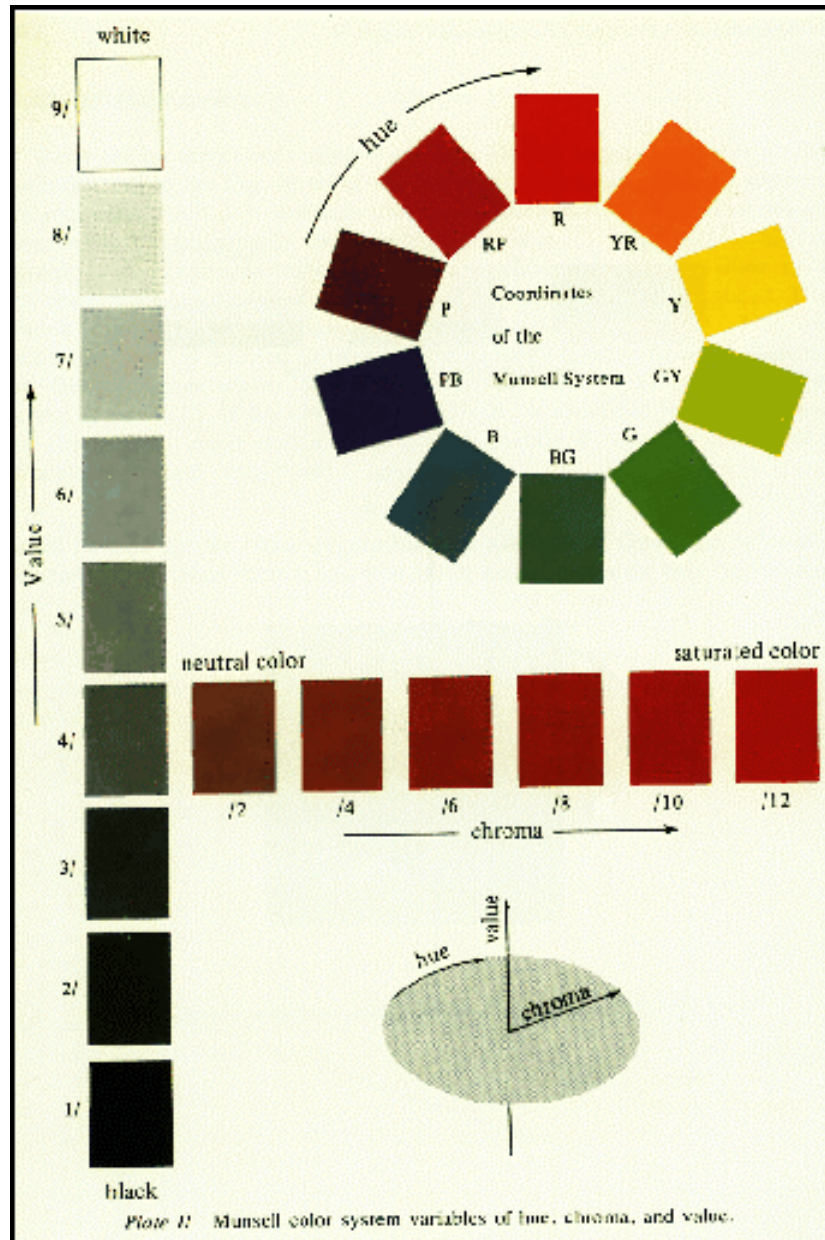 white
9/
8/
7/
6/
5/
4/
3/
2/
1/
black
Value
hue
R
YR
Y
GY
G
BG
B
PB
P
RP
Coordinates
of the
Munsell System
neutral color
saturated color
/2
/4
/6
/8
/10
/12
chroma
value
hue
chroma
Plate II Munsell color system variables of hue, chroma, and value.